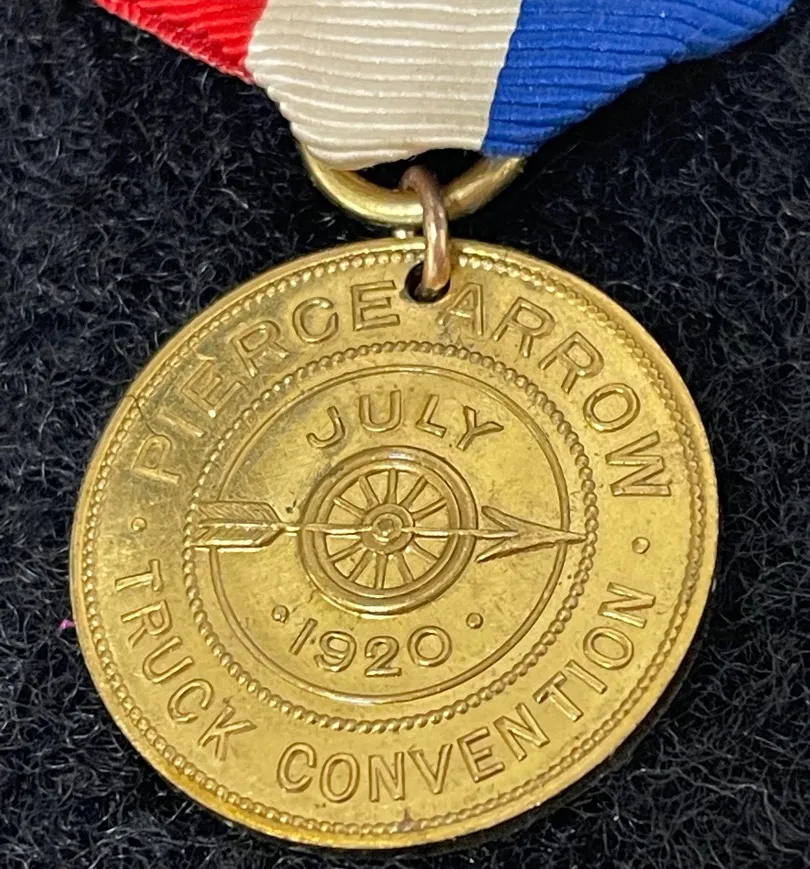 PIERCE ARROW
JULY
· 1920 ·
· TRUCK CONVENTION ·